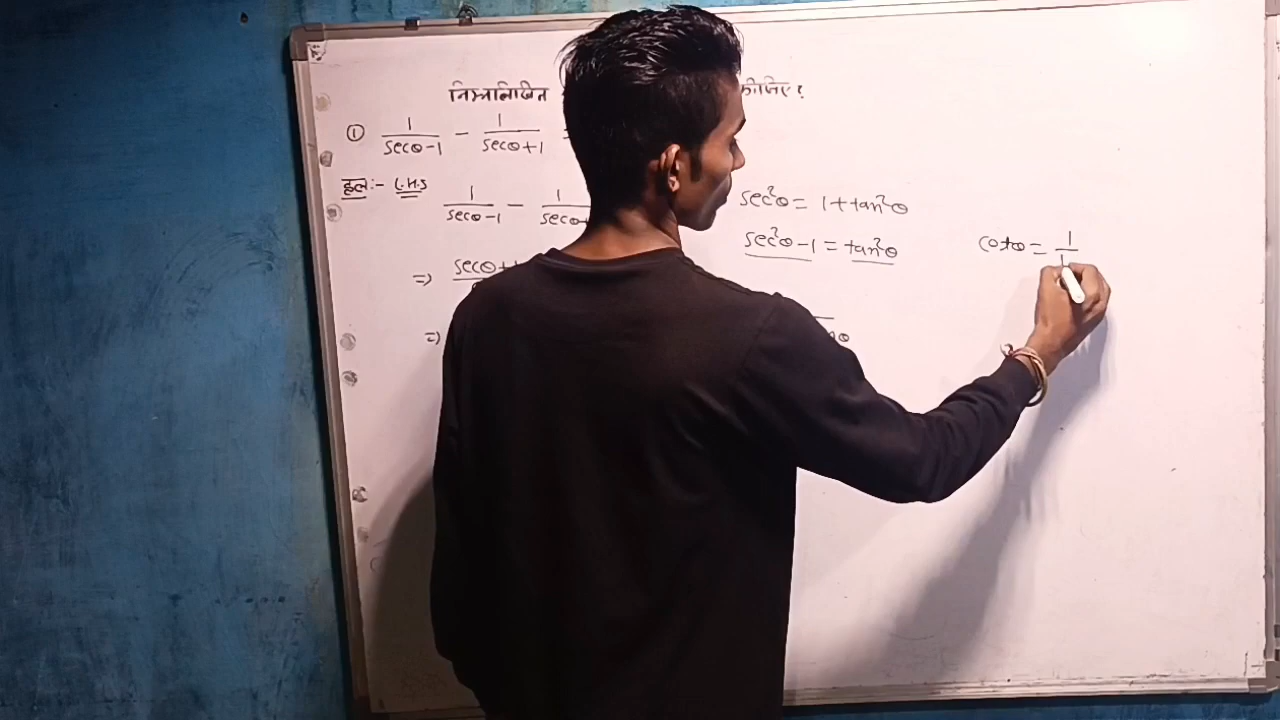 निम्नलिखित कीजिए?
① 1/(secθ-1) - 1/(secθ+1) =
हल:- L.H.S
1/(secθ-1) - 1/(secθ
⇒ secθ+
⇒
sec²θ = 1 + tan²θ
sec²θ - 1 = tan²θ
cotθ = 1/